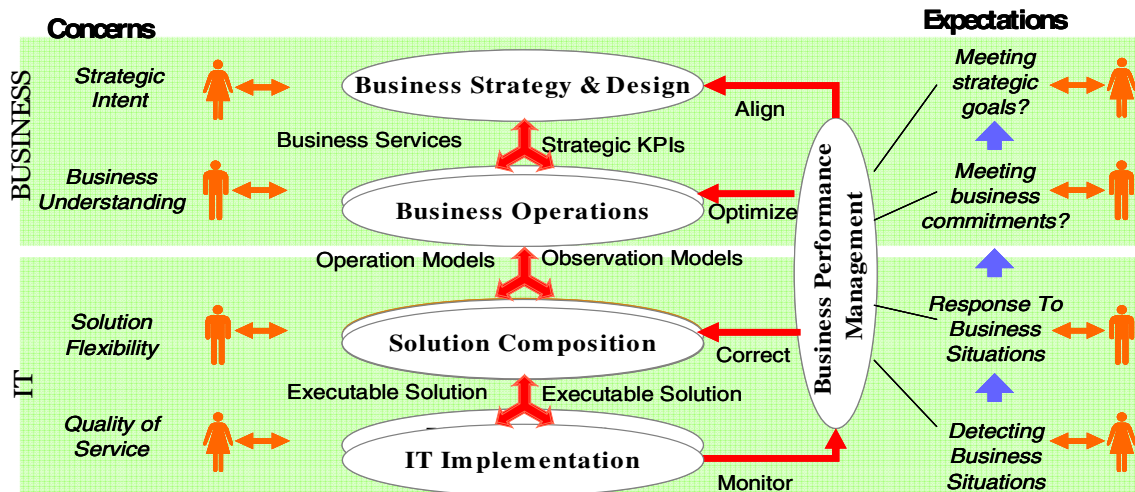 Concerns
Expectations
BUSINESS
Strategic
Intent
Business Strategy & Design
Align
Meeting
strategic
goals?
Business Services
Strategic KPIs
Business
Understanding
Business Operations
Optimize
Meeting
business
commitments?
Business Performance
Management
Operation Models
Observation Models
IT
Solution
Flexibility
Solution Composition
Correct
Response To
Business
Situations
Executable Solution
Executable Solution
Quality of
Service
IT Implementation
Monitor
Detecting
Business
Situations